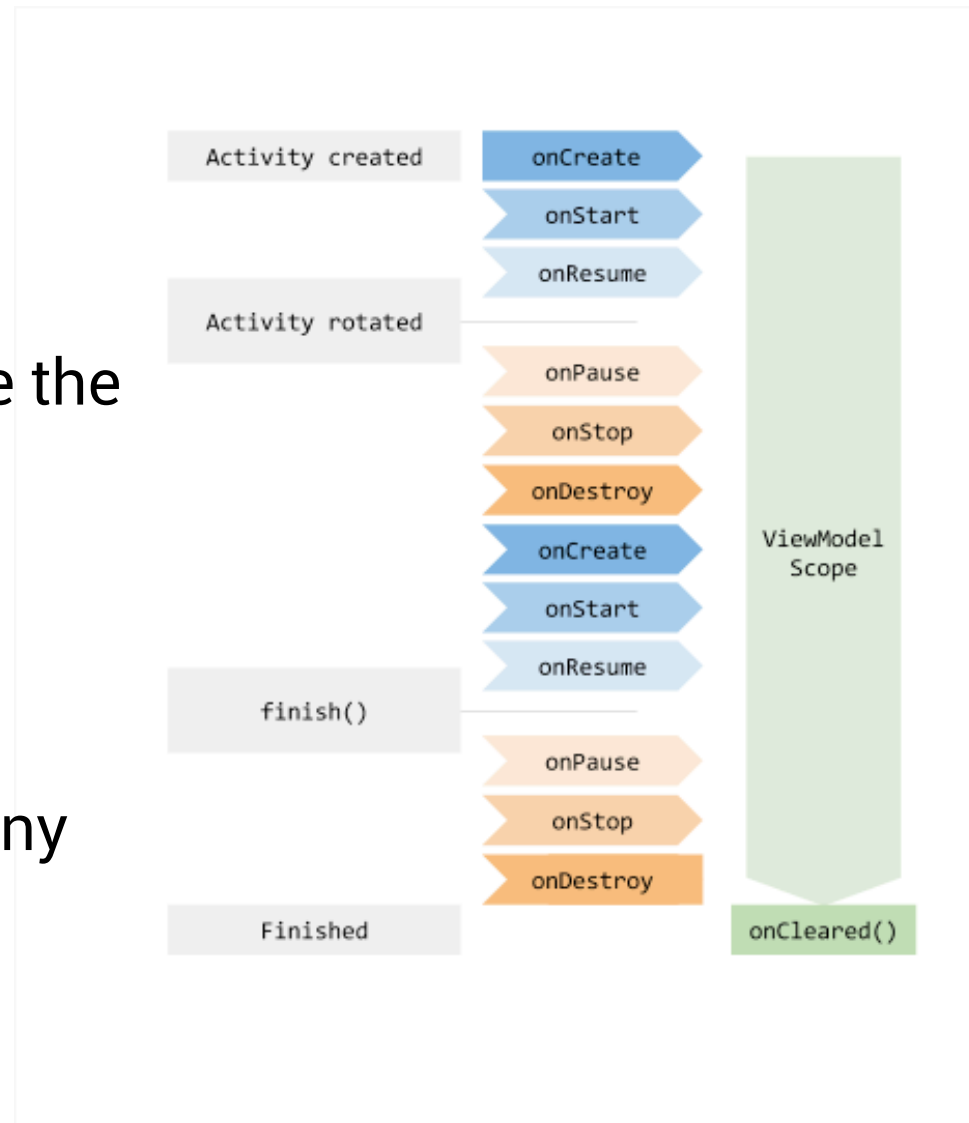 Activity created
onCreate
onStart
onResume
Activity rotated
e the
onPause
onStop
onDestroy
onCreate
ViewModel
Scope
onStart
onResume
finish()
onPause
onStop
ny
onDestroy
Finished
onCleared()